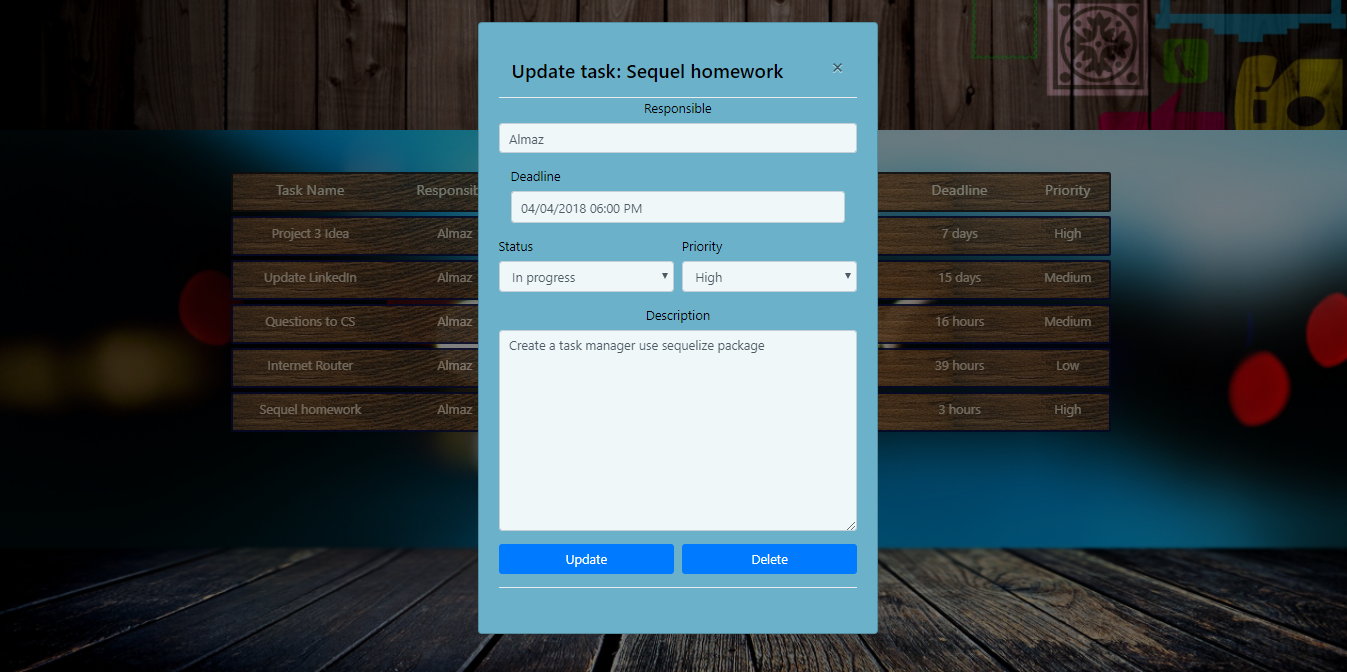 Update task: Sequel homework
×
Responsible
Almaz
Deadline
04/04/2018 06:00 PM
Status Priority
In progress High
Description
Create a task manager use sequelize package
Update Delete
Task Name Responsib Deadline Priority
Project 3 Idea Almaz 7 days High
Update LinkedIn Almaz 15 days Medium
Questions to CS Almaz 16 hours Medium
Internet Router Almaz 39 hours Low
Sequel homework Almaz 3 hours High